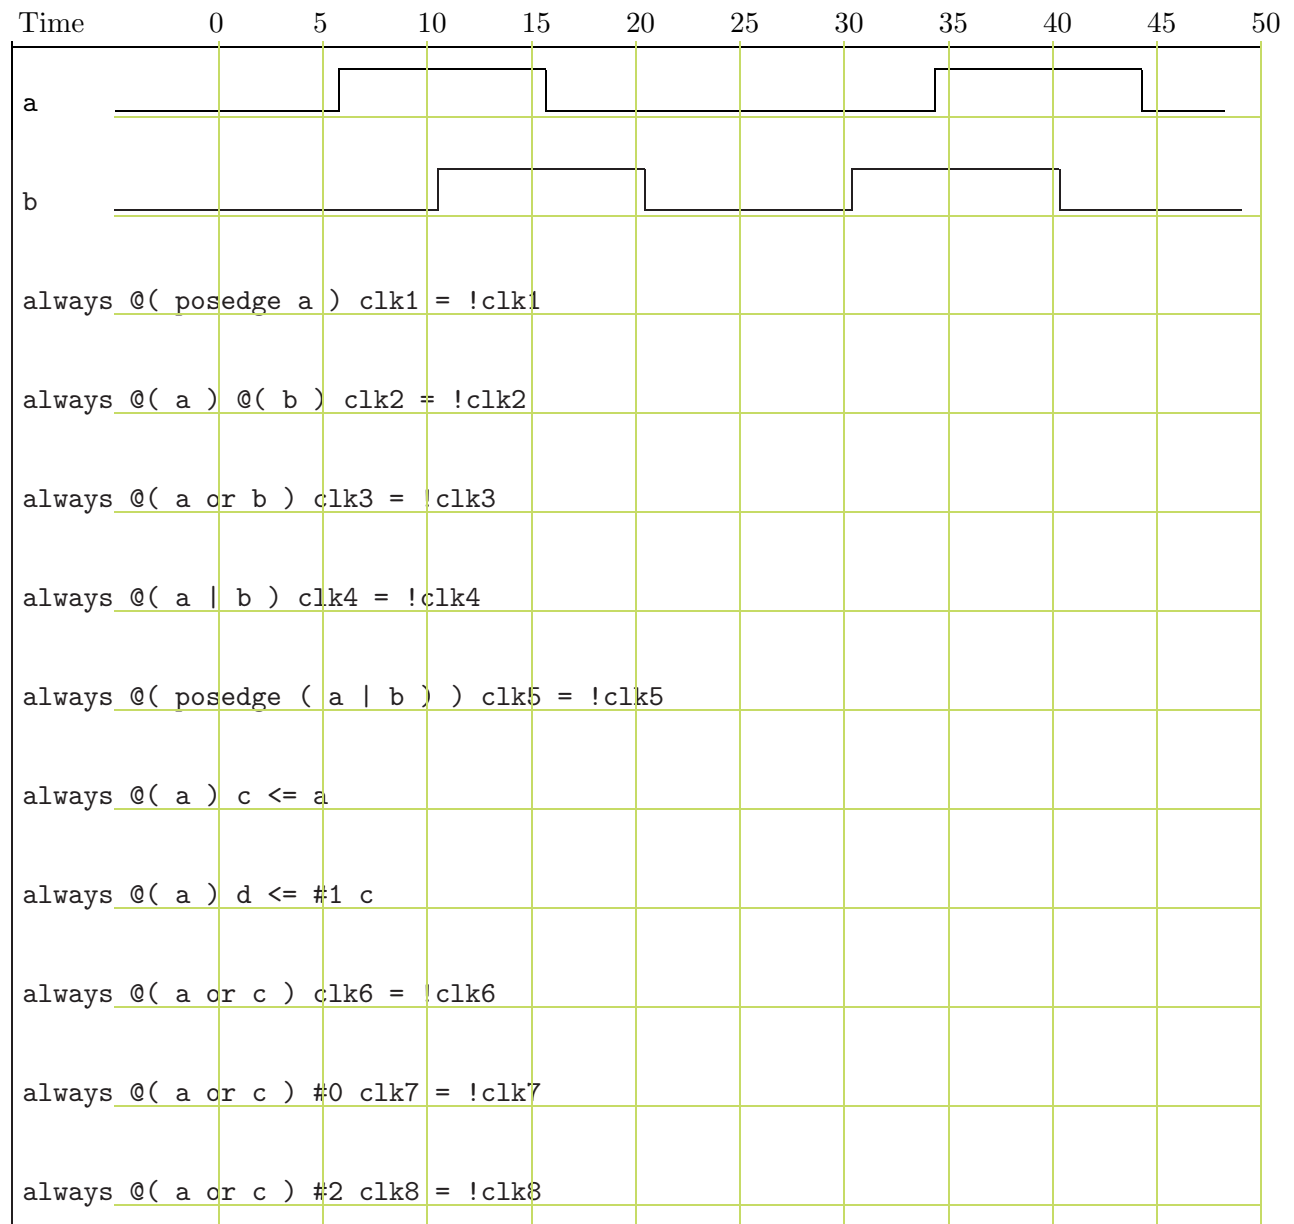 Time 0 5 10 15 20 25 30 35 40 45 50
a
b
always @( posedge a ) clk1 = !clk1
always @( a ) @( b ) clk2 = !clk2
always @( a or b ) clk3 = !clk3
always @( a | b ) clk4 = !clk4
always @( posedge ( a | b ) ) clk5 = !clk5
always @( a ) c <= a
always @( a ) d <= #1 c
always @( a or c ) clk6 = !clk6
always @( a or c ) #0 clk7 = !clk7
always @( a or c ) #2 clk8 = !clk8